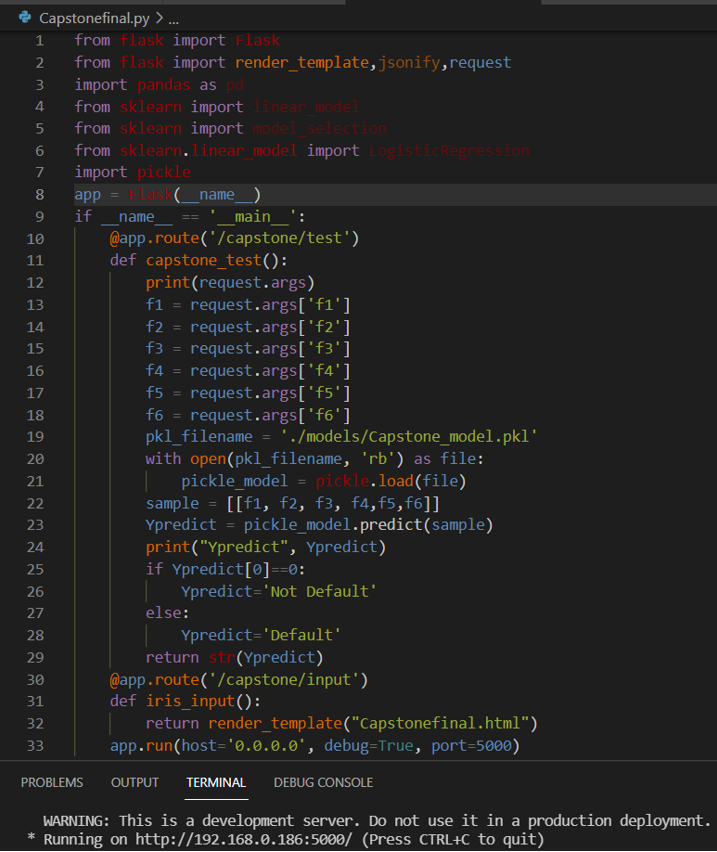 Capstonefinal.py > ...
1 from flask import Flask
2 from flask import render_template,jsonify,request
3 import pandas as pd
4 from sklearn import linear_model
5 from sklearn import model_selection
6 from sklearn.linear_model import LogisticRegression
7 import pickle
8 app = Flask(__name__)
9 if __name__ == '__main__':
10     @app.route('/capstone/test')
11     def capstone_test():
12         print(request.args)
13         f1 = request.args['f1']
14         f2 = request.args['f2']
15         f3 = request.args['f3']
16         f4 = request.args['f4']
17         f5 = request.args['f5']
18         f6 = request.args['f6']
19         pkl_filename = './models/Capstone_model.pkl'
20         with open(pkl_filename, 'rb') as file:
21             pickle_model = pickle.load(file)
22         sample = [[f1, f2, f3, f4,f5,f6]]
23         Ypredict = pickle_model.predict(sample)
24         print("Ypredict", Ypredict)
25         if Ypredict[0]==0:
26             Ypredict='Not Default'
27         else:
28             Ypredict='Default'
29         return str(Ypredict)
30     @app.route('/capstone/input')
31     def iris_input():
32         return render_template("Capstonefinal.html")
33     app.run(host='0.0.0.0', debug=True, port=5000)
PROBLEMS OUTPUT TERMINAL DEBUG CONSOLE
WARNING: This is a development server. Do not use it in a production deployment.
* Running on http://192.168.0.186:5000/ (Press CTRL+C to quit)